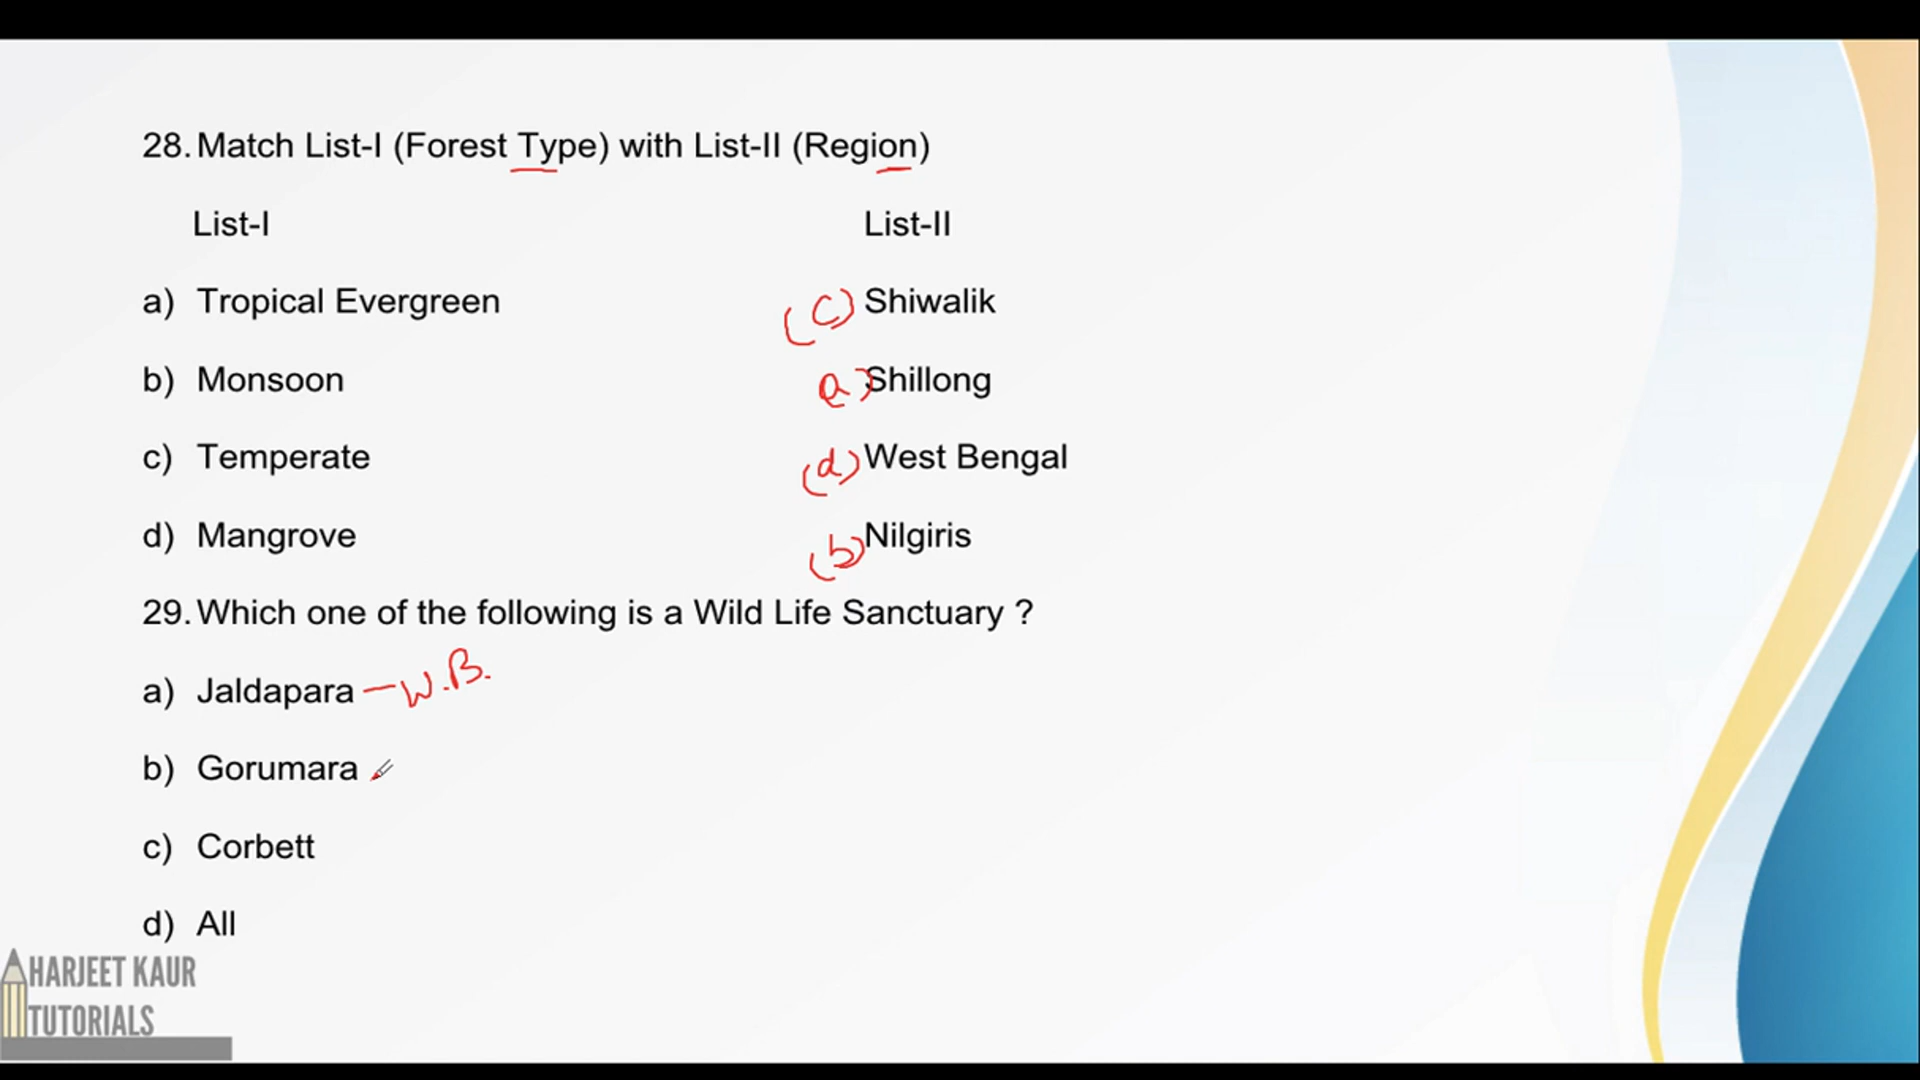 28. Match List-I (Forest Type) with List-II (Region)
List-I List-II
a) Tropical Evergreen (c) Shiwalik
b) Monsoon a) Shillong
c) Temperate (d) West Bengal
d) Mangrove (b) Nilgiris
29. Which one of the following is a Wild Life Sanctuary ?
a) Jaldapara – W.B.
b) Gorumara
c) Corbett
d) All
HARJEET KAUR
TUTORIALS